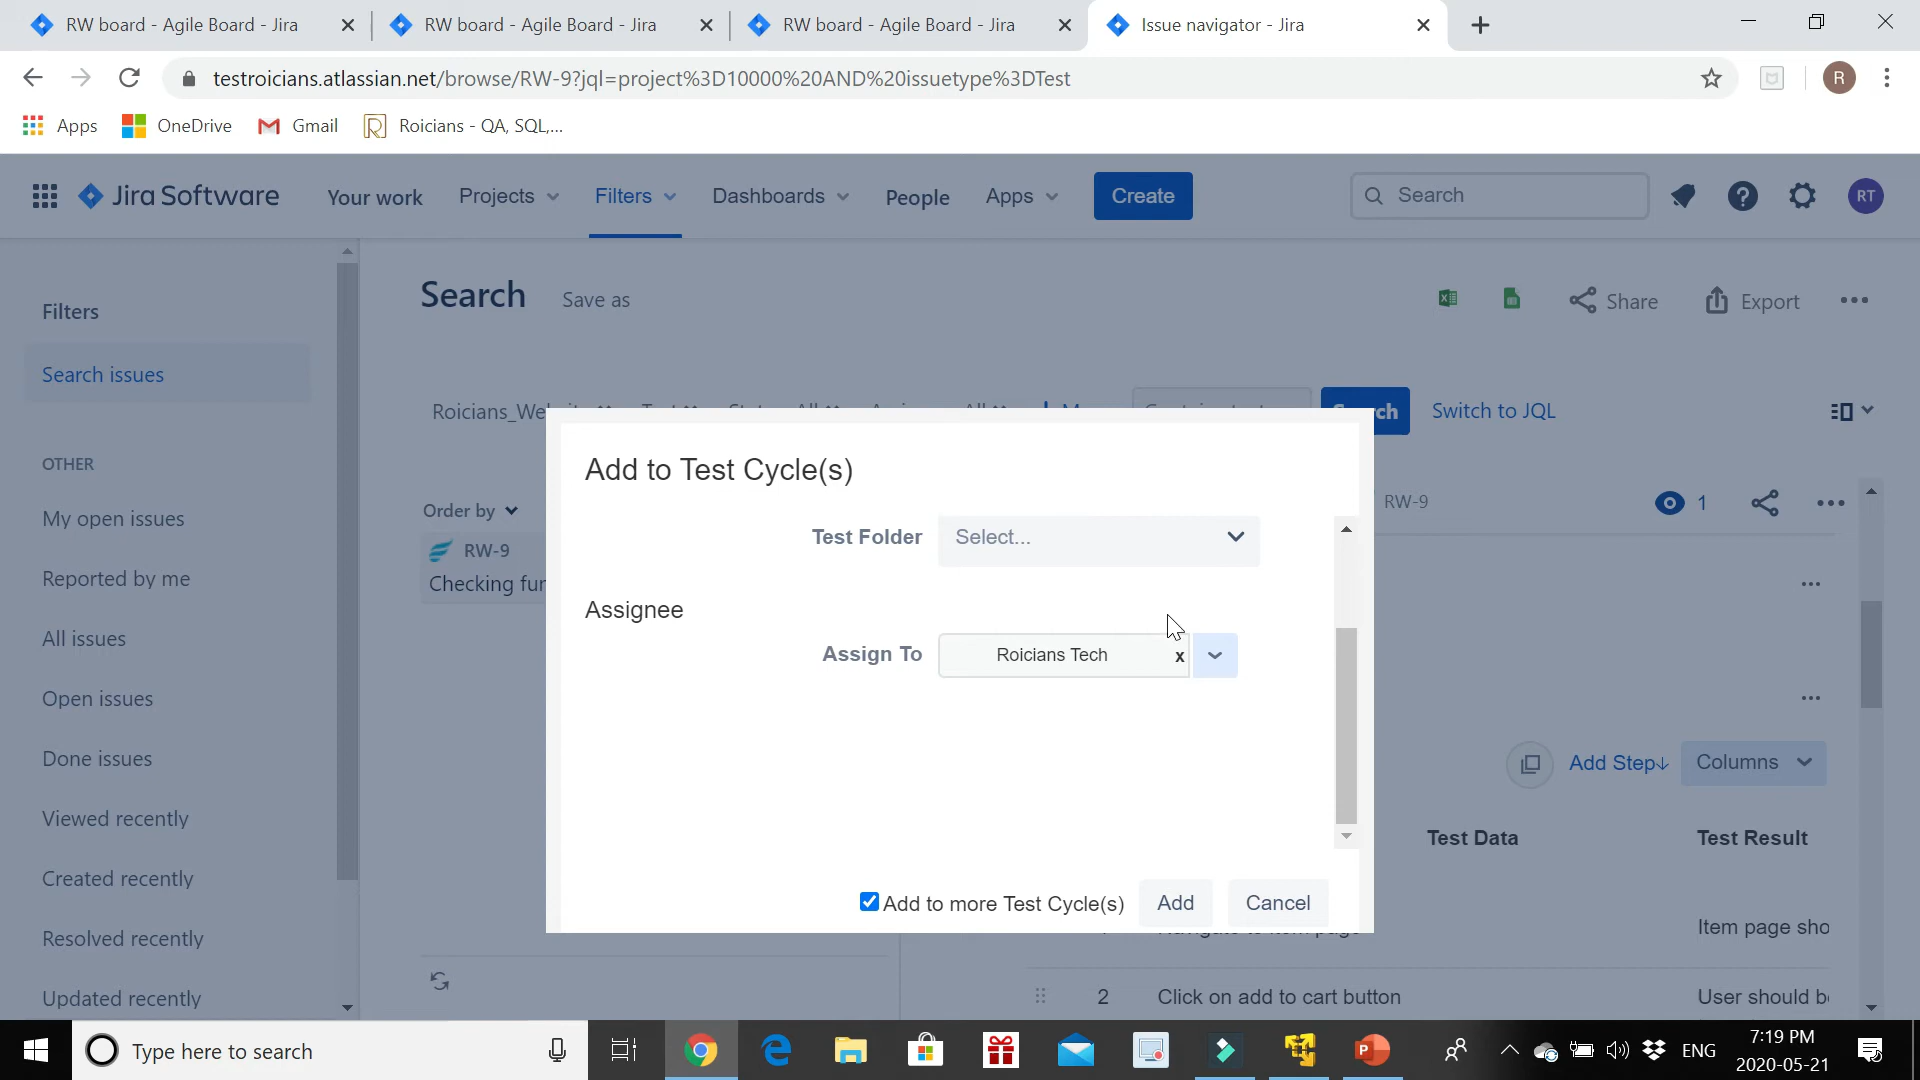 RW board - Agile Board - Jira
RW board - Agile Board - Jira
RW board - Agile Board - Jira
Issue navigator - Jira
testroicians.atlassian.net/browse/RW-9?jql=project%3D10000%20AND%20issuetype%3DTest
R
Apps
OneDrive
Gmail
Roicians - QA, SQL,...
Jira Software
Your work
Projects
Filters
Dashboards
People
Apps
Create
Search
RT
Filters
Search issues
OTHER
My open issues
Reported by me
All issues
Open issues
Done issues
Viewed recently
Created recently
Resolved recently
Updated recently
Search
Save as
Share
Export
Switch to JQL
Order by
RW-9
RW-9
1
Add to Test Cycle(s)
Test Folder
Select...
Assignee
Assign To
Roicians Tech
x
Add to more Test Cycle(s)
Add
Cancel
Add Step↓
Columns
Test Data
Test Result
Item page sho
2
Click on add to cart button
User should b
Type here to search
ENG
7:19 PM
2020-05-21